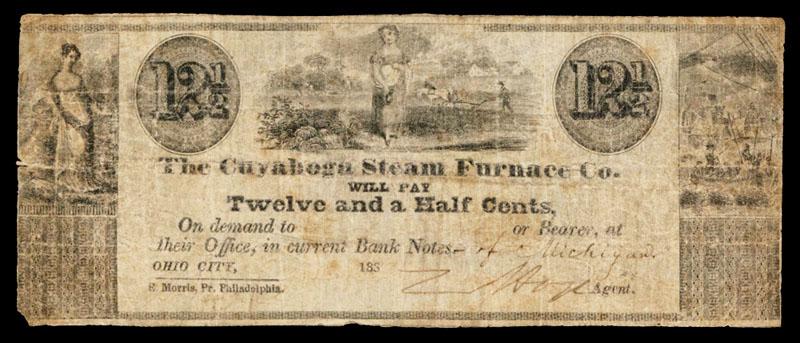 12½ 12½
The Cuyahoga Steam Furnace Co.
WILL PAY
Twelve and a Half Cents,
On demand to or Bearer, at
their Office, in current Bank Notes of Michigan.
OHIO CITY, 183 Agent.
E. Morris, Pr. Philadelphia.